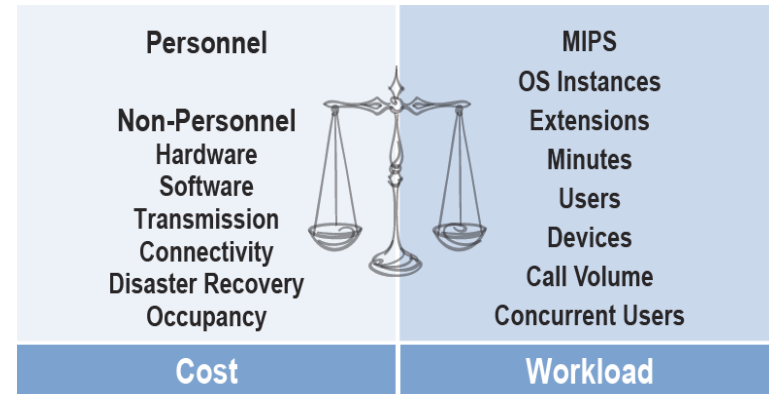 Personnel
Non-Personnel
Hardware
Software
Transmission
Connectivity
Disaster Recovery
Occupancy
Cost
MIPS
OS Instances
Extensions
Minutes
Users
Devices
Call Volume
Concurrent Users
Workload